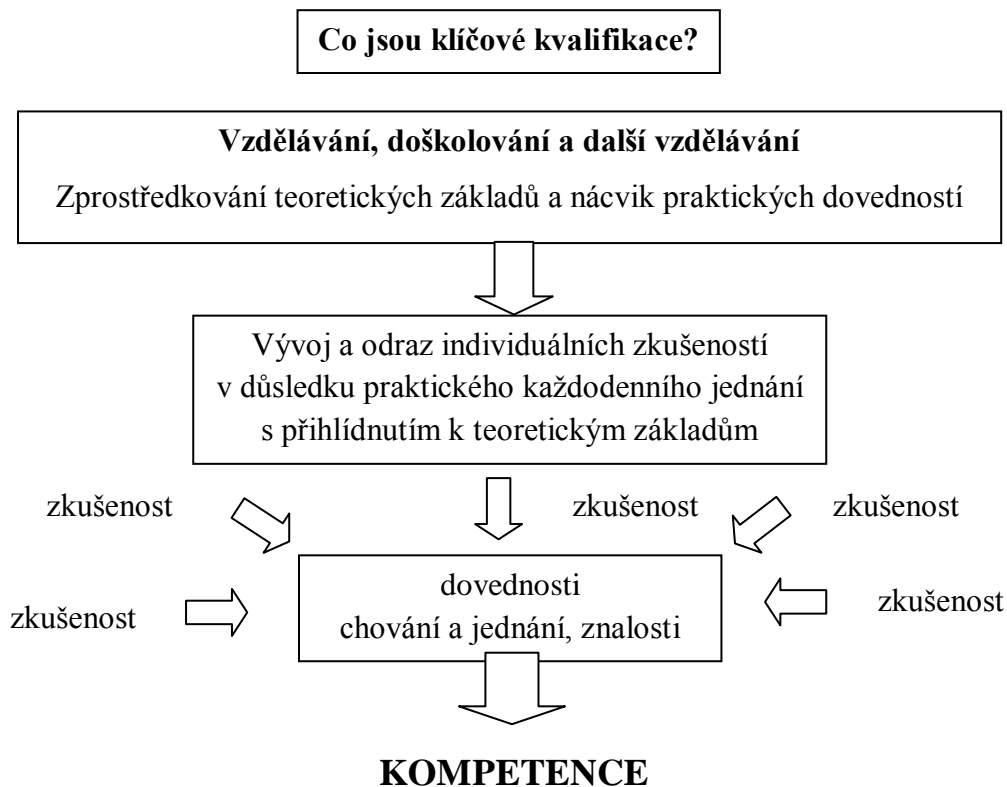 Co jsou klíčové kvalifikace?
Vzdělávání, doškolování a další vzdělávání
Zprostředkování teoretických základů a nácvik praktických dovedností
Vývoj a odraz individuálních zkušeností
v důsledku praktického každodenního jednání
s přihlídnutím k teoretickým základům
zkušenost
zkušenost
zkušenost
dovednosti
chování a jednání, znalosti
zkušenost
zkušenost
KOMPETENCE